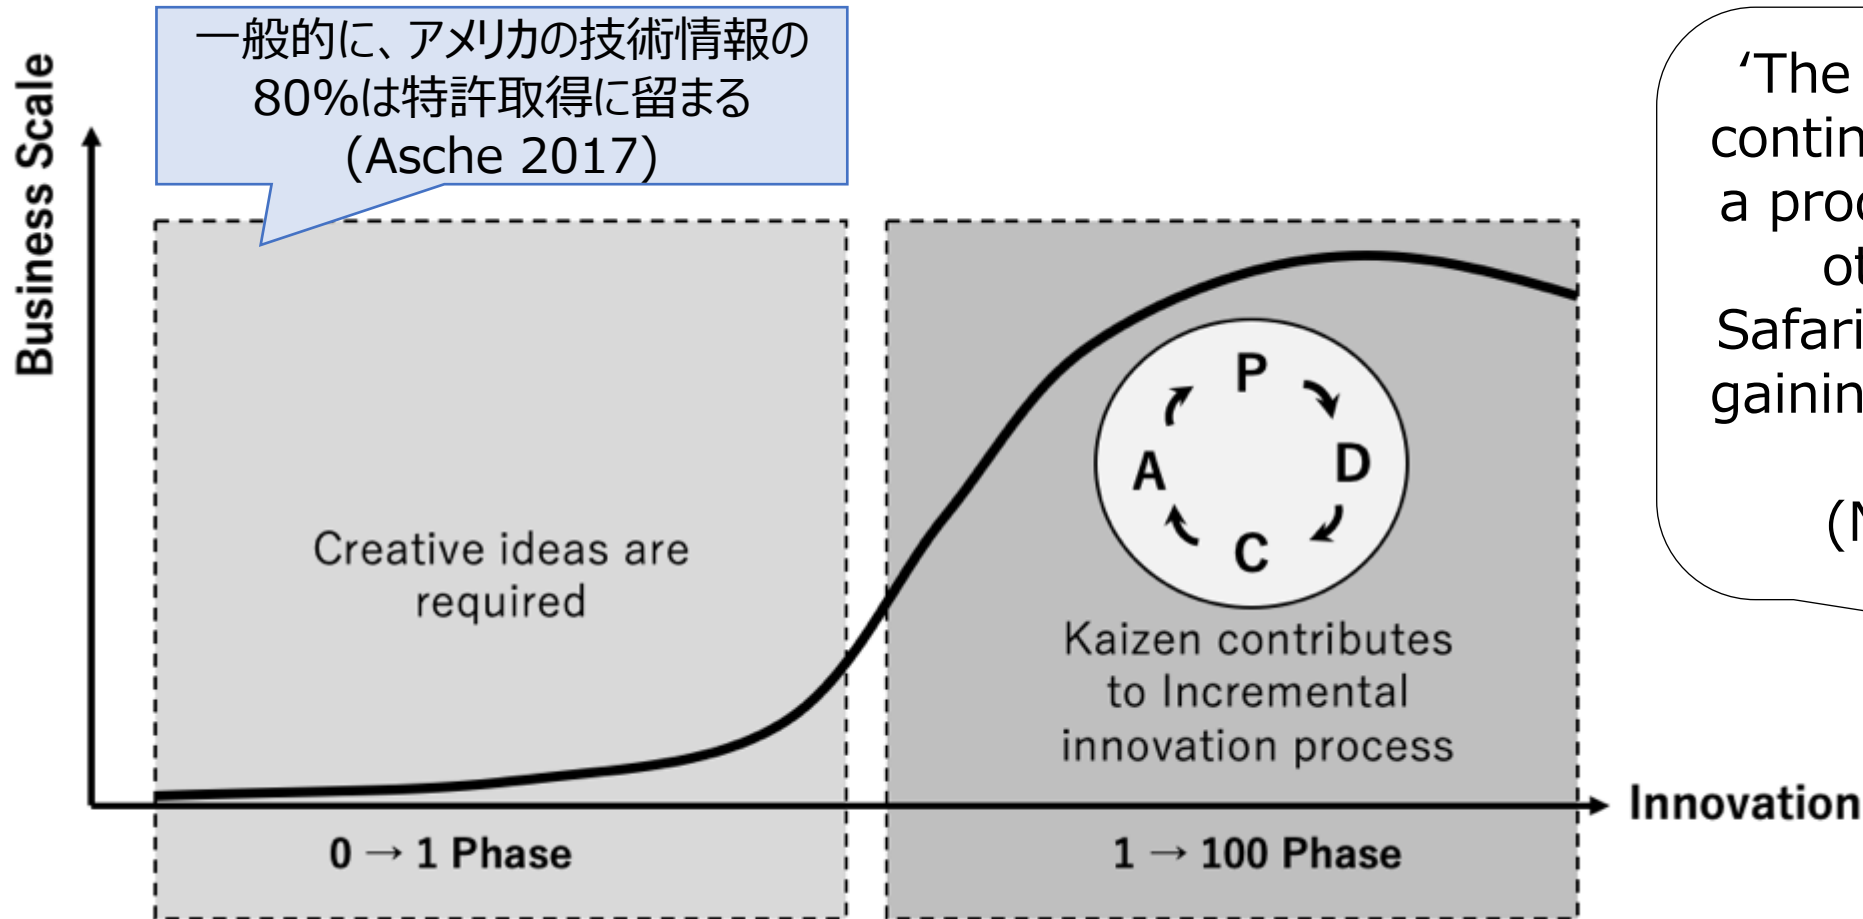 Business Scale
一般的に、アメリカの技術情報の
80%は特許取得に留まる
(Asche 2017)
‘The
contin
a proc
ot
Safari
gainin
(N
Creative ideas are
required
P
D
C
A
Kaizen contributes
to Incremental
innovation process
Innovation
0 → 1 Phase
1 → 100 Phase